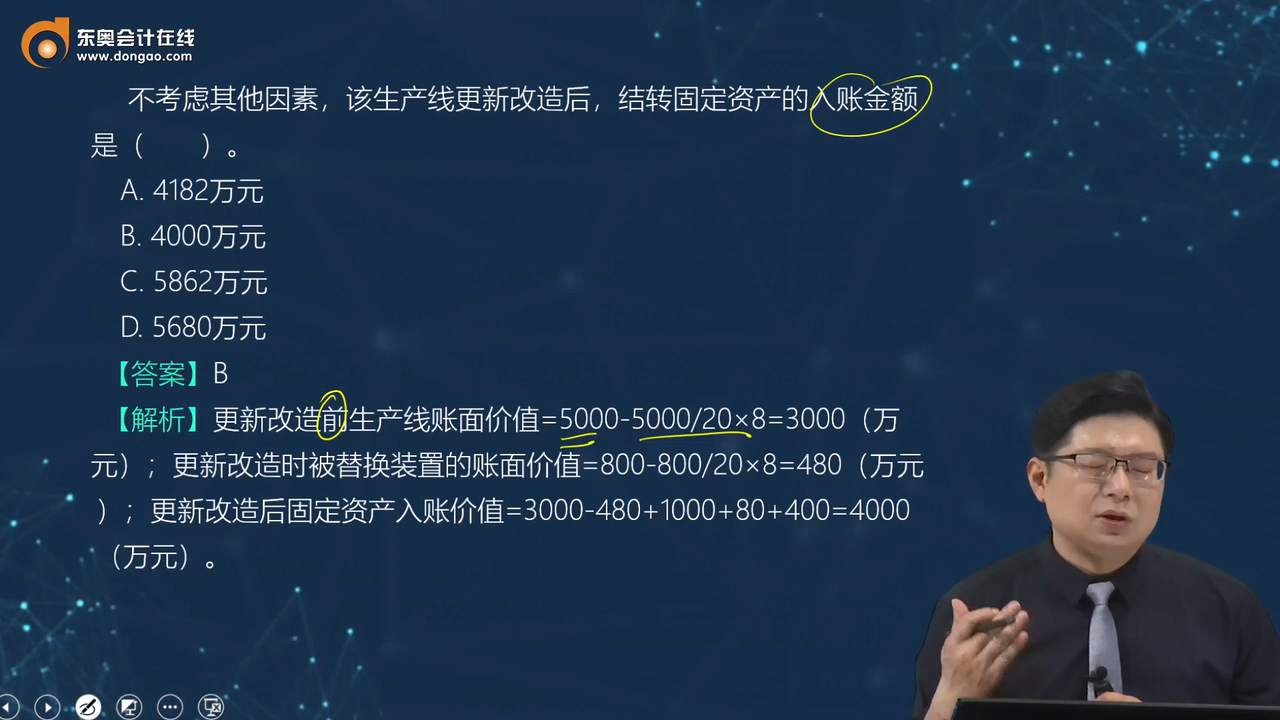 东奥会计在线
www.dongao.com
不考虑其他因素，该生产线更新改造后，结转固定资产的入账金额
是（　　）。
A. 4182万元
B. 4000万元
C. 5862万元
D. 5680万元
【答案】B
【解析】更新改造前生产线账面价值=5000-5000/20×8=3000（万
元）；更新改造时被替换装置的账面价值=800-800/20×8=480（万元
）；更新改造后固定资产入账价值=3000-480+1000+80+400=4000
（万元）。